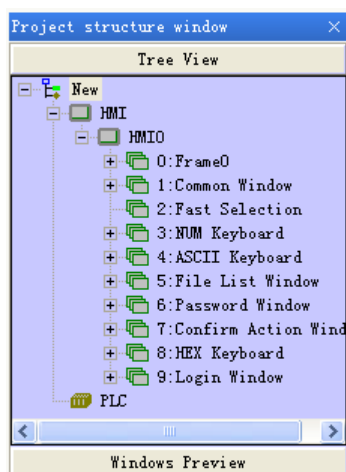 Project structure window
Tree View
New
HMI
HMI0
0:Frame0
1:Common Window
2:Fast Selection
3:NUM Keyboard
4:ASCII Keyboard
5:File List Window
6:Password Window
7:Confirm Action Wind
8:HEX Keyboard
9:Login Window
PLC
Windows Preview